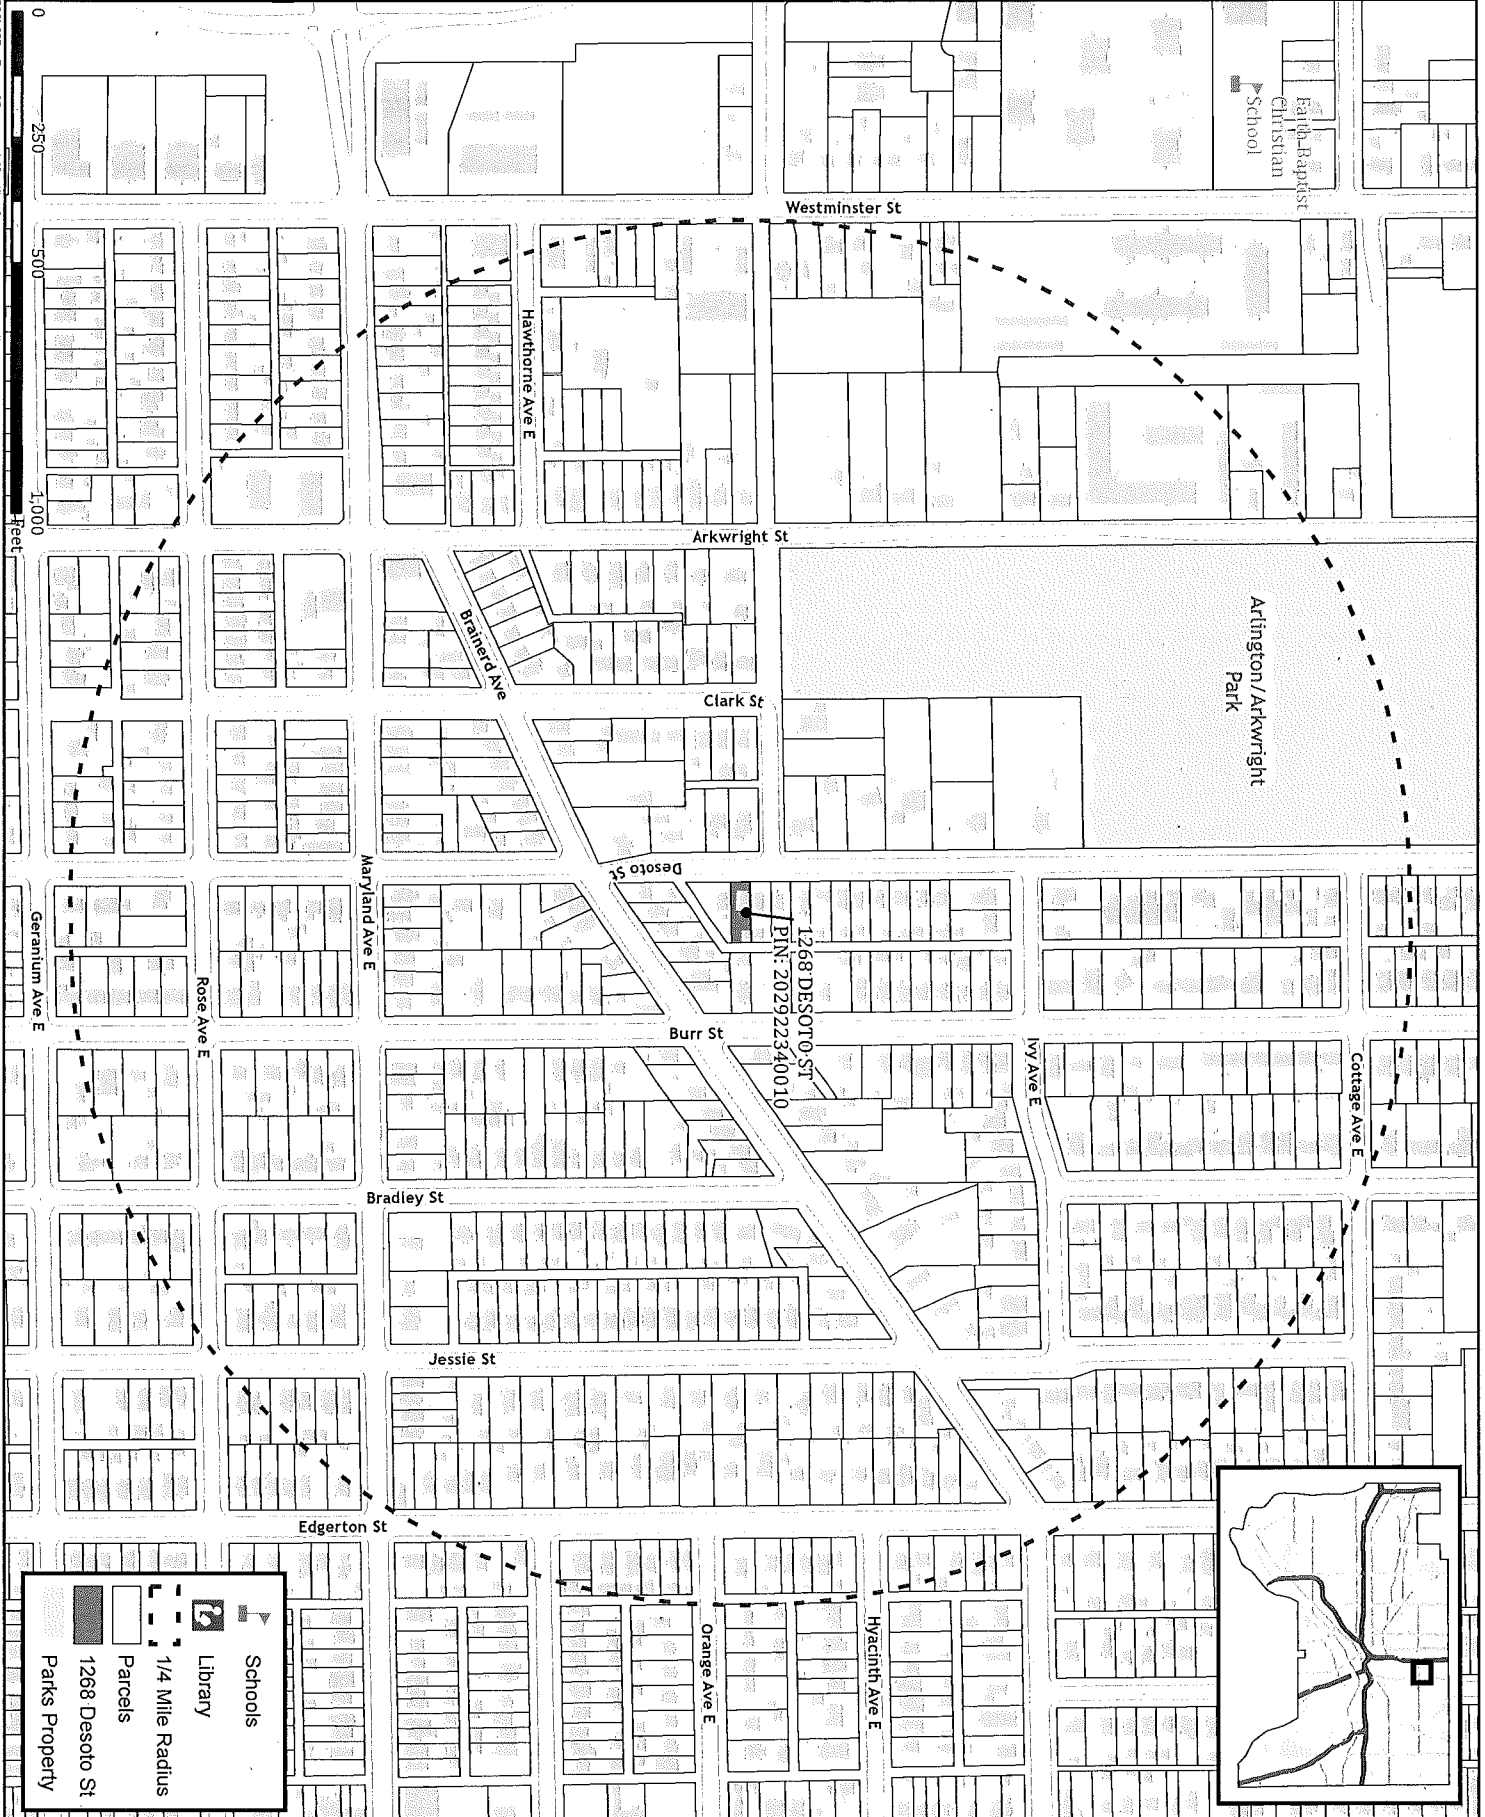 0
250
500
1,000
Feet
Faith Baptist
Christian
School
Westminster St
Hawthorne Ave E
Arkwright St
Arlington/Arkwright
Park
Brainerd Ave
Clark St
Desoto St
Maryland Ave E
1268 DESOTO ST
PIN: 202922340010
Geranium Ave E
Rose Ave E
Burr St
Ivy Ave E
Cottage Ave E
Bradley St
Jessie St
Edgerton St
Orange Ave E
Hyacinth Ave E
Schools
Library
1/4 Mile Radius
Parcels
1268 Desoto St
Parks Property